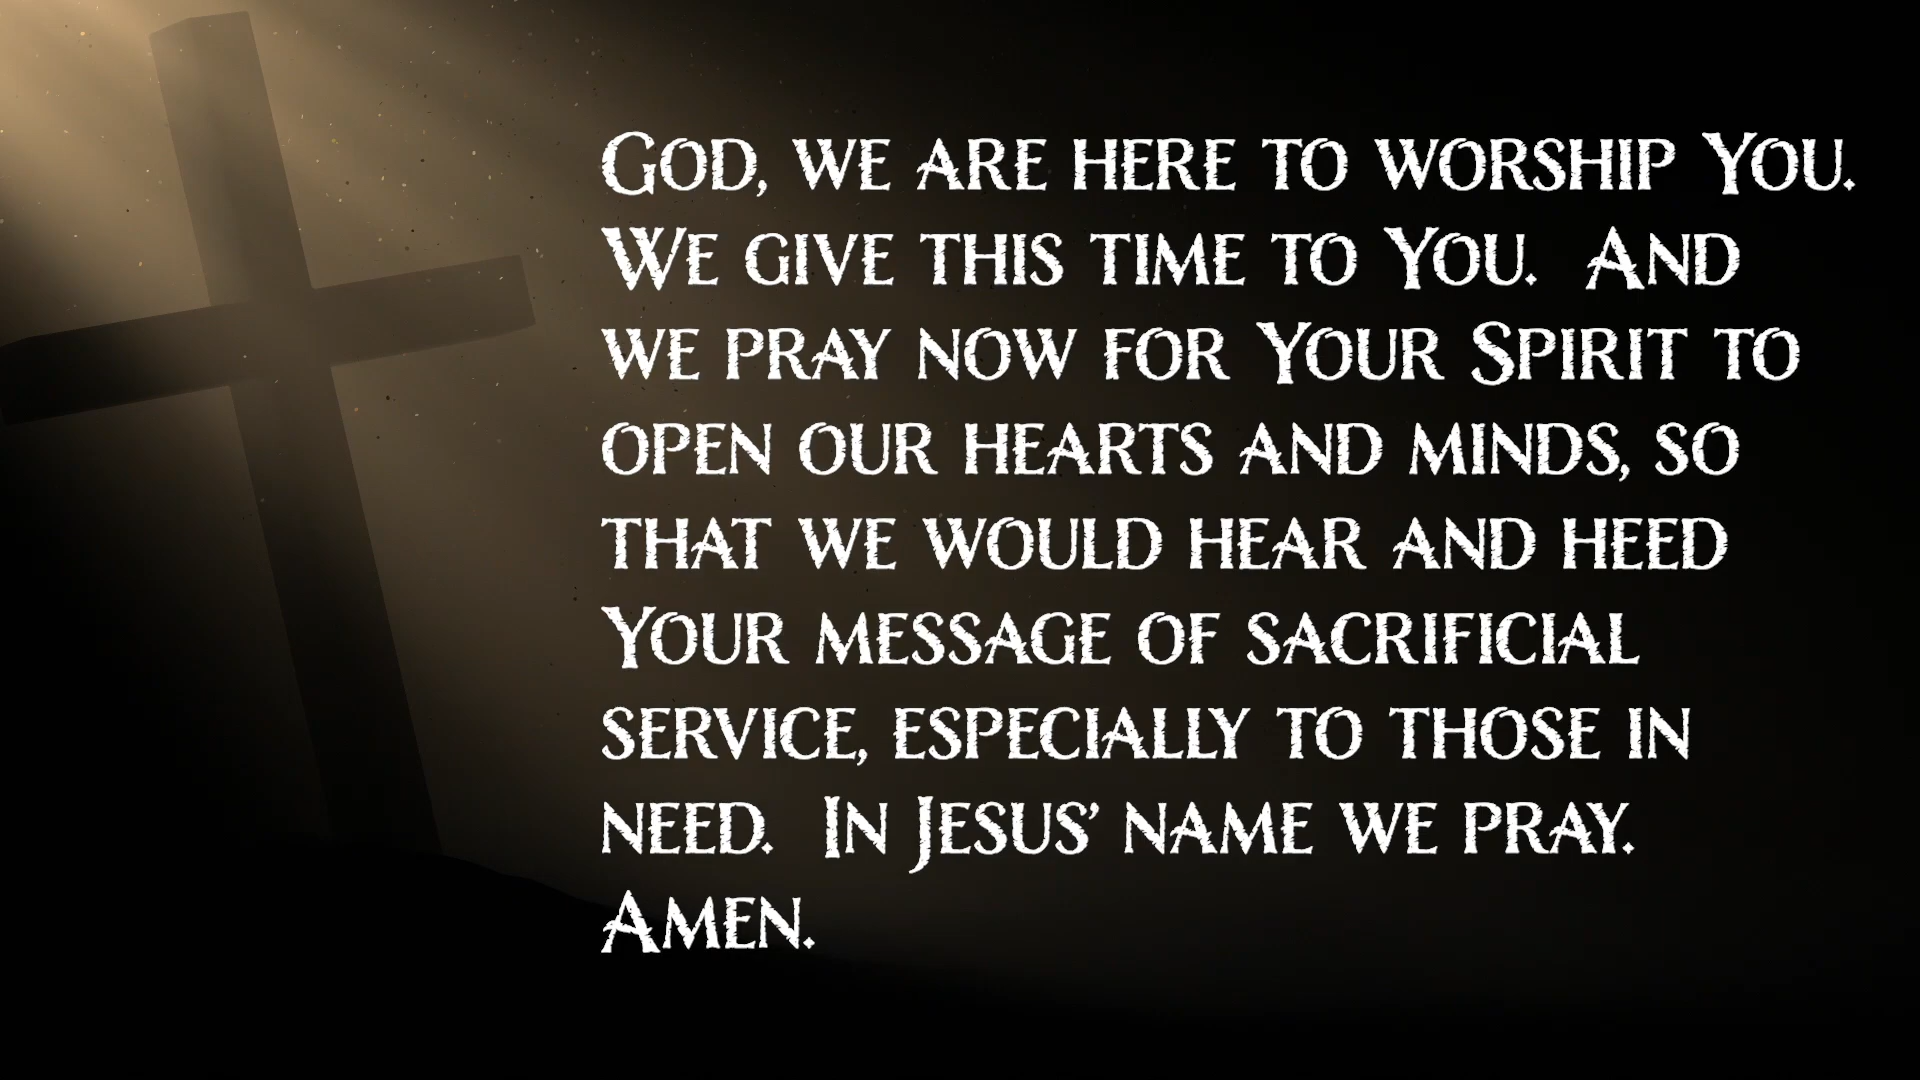 God, we are here to worship You.
We give this time to You.  And
we pray now for Your Spirit to
open our hearts and minds, so
that we would hear and heed
Your message of sacrificial
service, especially to those in
need.  In Jesus’ name we pray.
Amen.